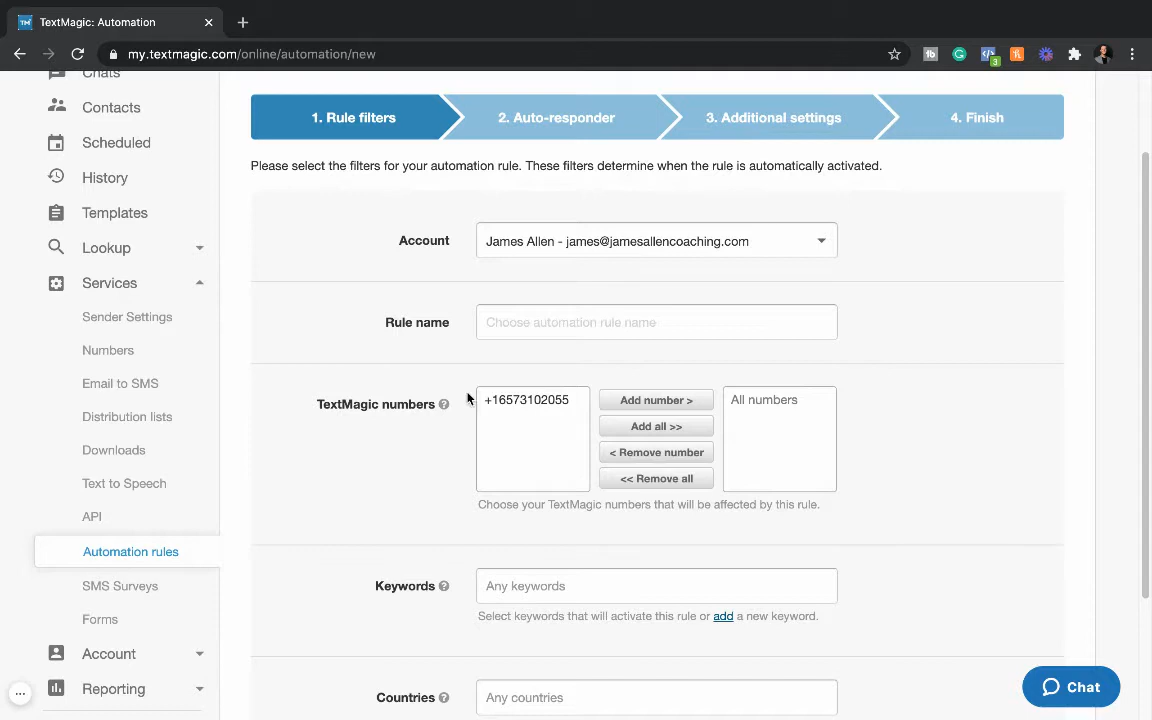 TextMagic: Automation
my.textmagic.com/online/automation/new
3
Chats
Contacts
Scheduled
History
Templates
Lookup
Services
Sender Settings
Numbers
Email to SMS
Distribution lists
Downloads
Text to Speech
API
Automation rules
SMS Surveys
Forms
Account
Reporting
1. Rule filters
2. Auto-responder
3. Additional settings
4. Finish
Please select the filters for your automation rule. These filters determine when the rule is automatically activated.
Account
James Allen - james@jamesallencoaching.com
Rule name
Choose automation rule name
TextMagic numbers ?
+16573102055
Add number >
Add all >>
< Remove number
<< Remove all
All numbers
Choose your TextMagic numbers that will be affected by this rule.
Keywords ?
Any keywords
Select keywords that will activate this rule or add a new keyword.
Countries ?
Any countries
Chat